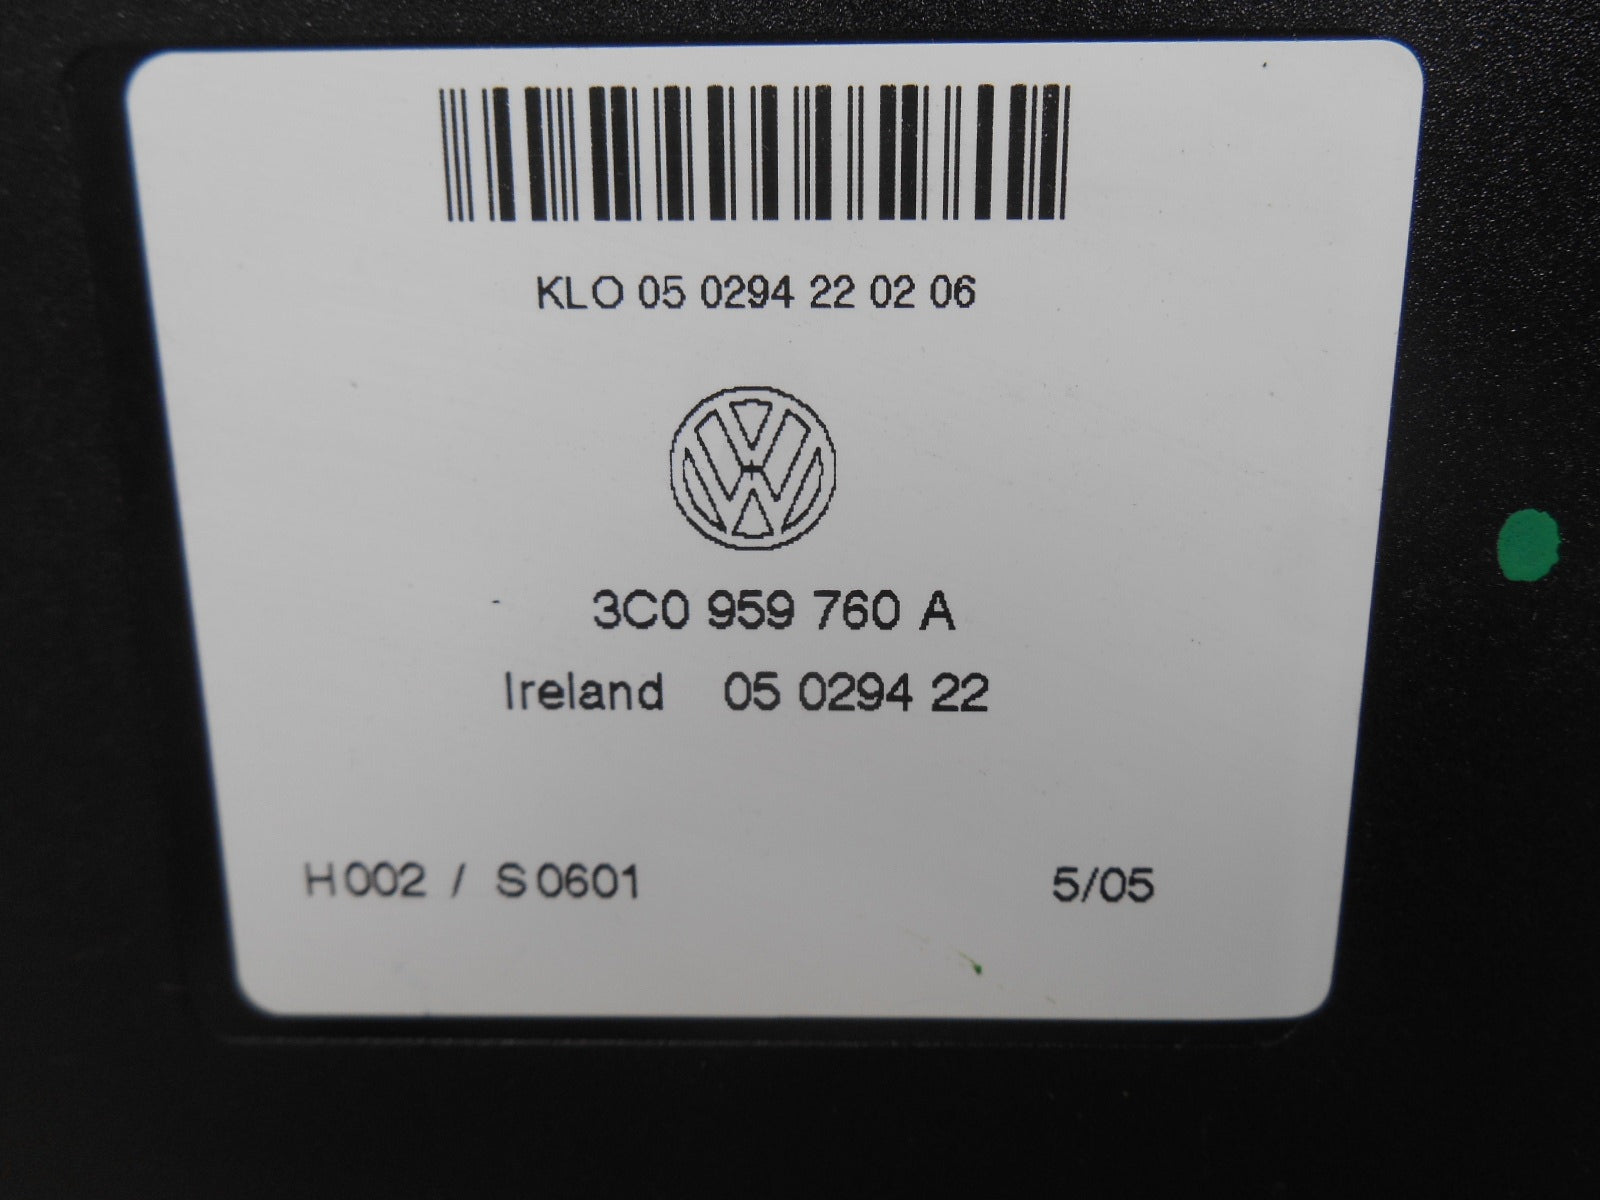 KLO 05 0294 22 02 06
3C0 959 760 A
Ireland 05 0294 22
H002 / S0601 5/05